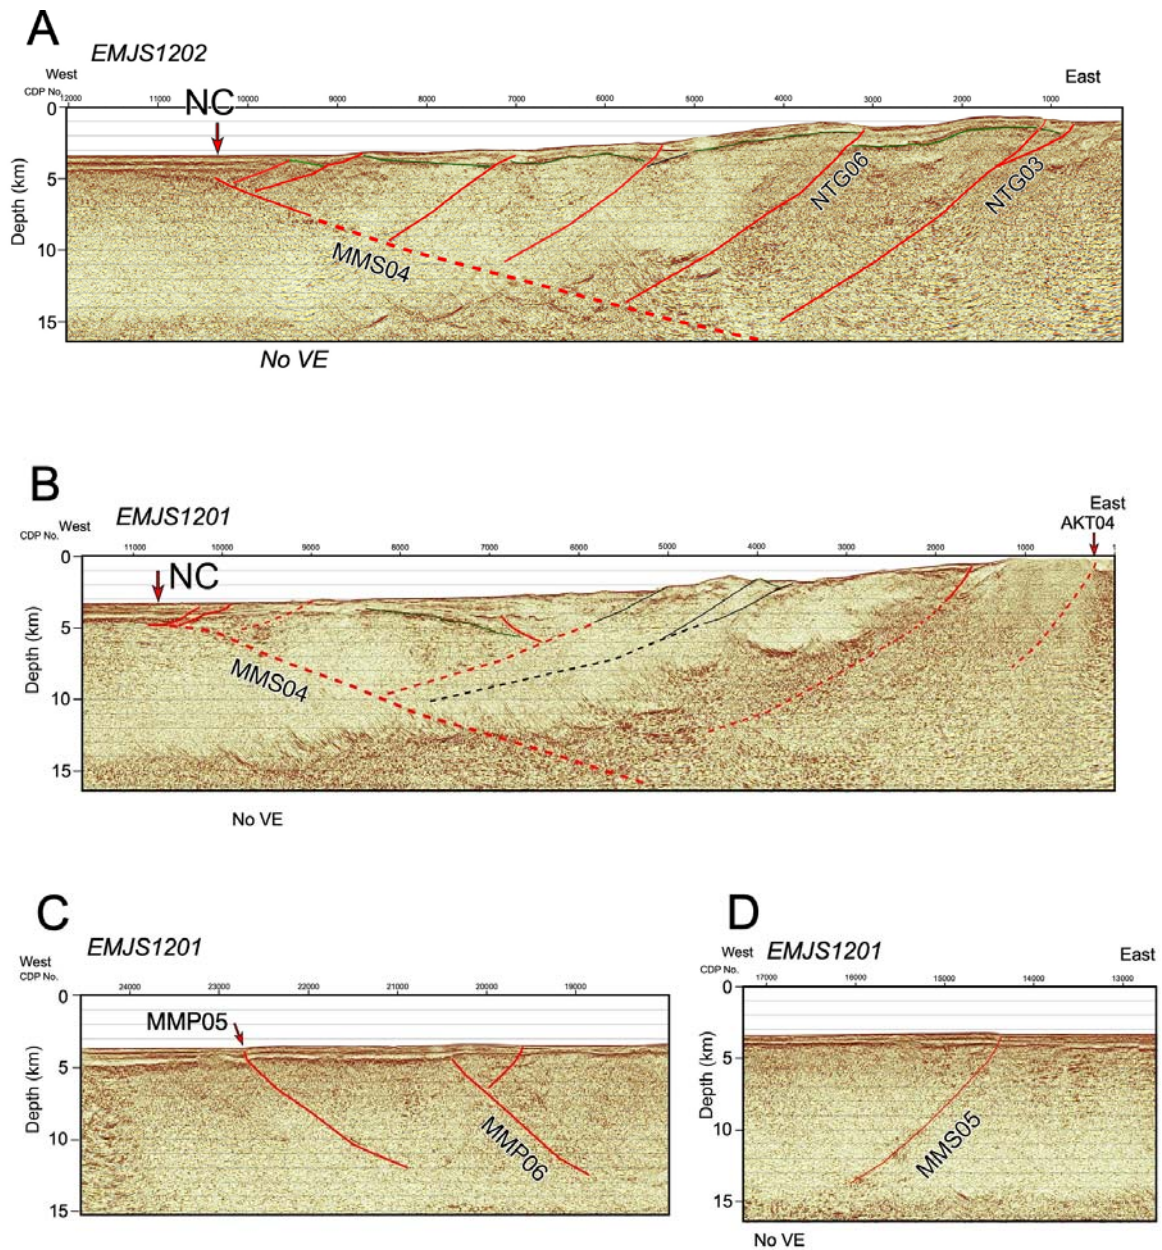 A
EMJS1202
West
East
CDP No.
12000 11000 10000 9000 8000 7000 6000 5000 4000 3000 2000 1000
NC
0
5
10
15
Depth (km)
MMS04
NTG06
NTG03
No VE
B
EMJS1201
West
East
AKT04
CDP No.
11000 10000 9000 8000 7000 6000 5000 4000 3000 2000 1000 1
NC
0
5
10
15
Depth (km)
MMS04
No VE
C
EMJS1201
West
CDP No.
24000 23000 22000 21000 20000 19000
MMP05
0
5
10
15
Depth (km)
MMP06
D
West EMJS1201 East
CDP No.
17000 16000 15000 14000 13000
0
5
10
15
Depth (km)
MMS05
No VE